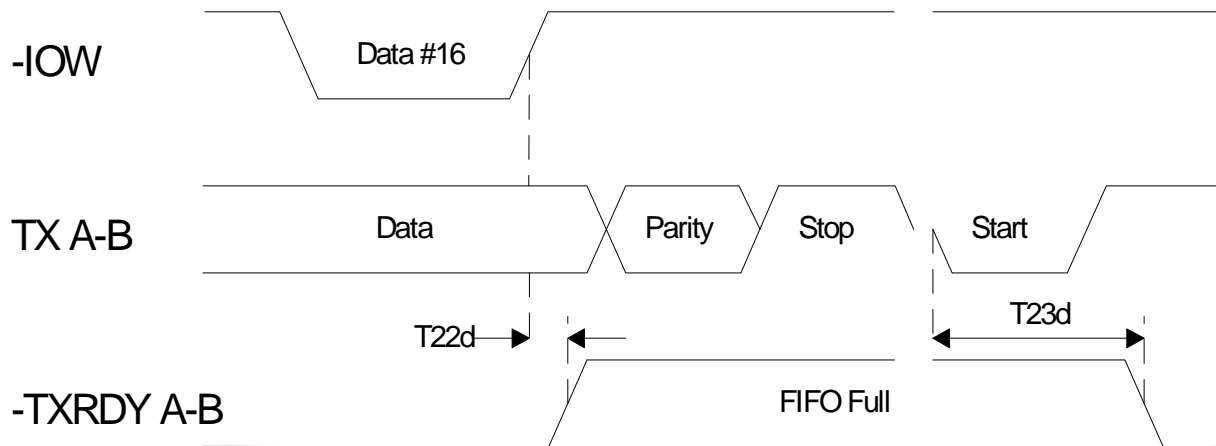 -IOW
Data #16
TX A-B
Data
Parity
Stop
Start
T22d
T23d
-TXRDY A-B
FIFO Full